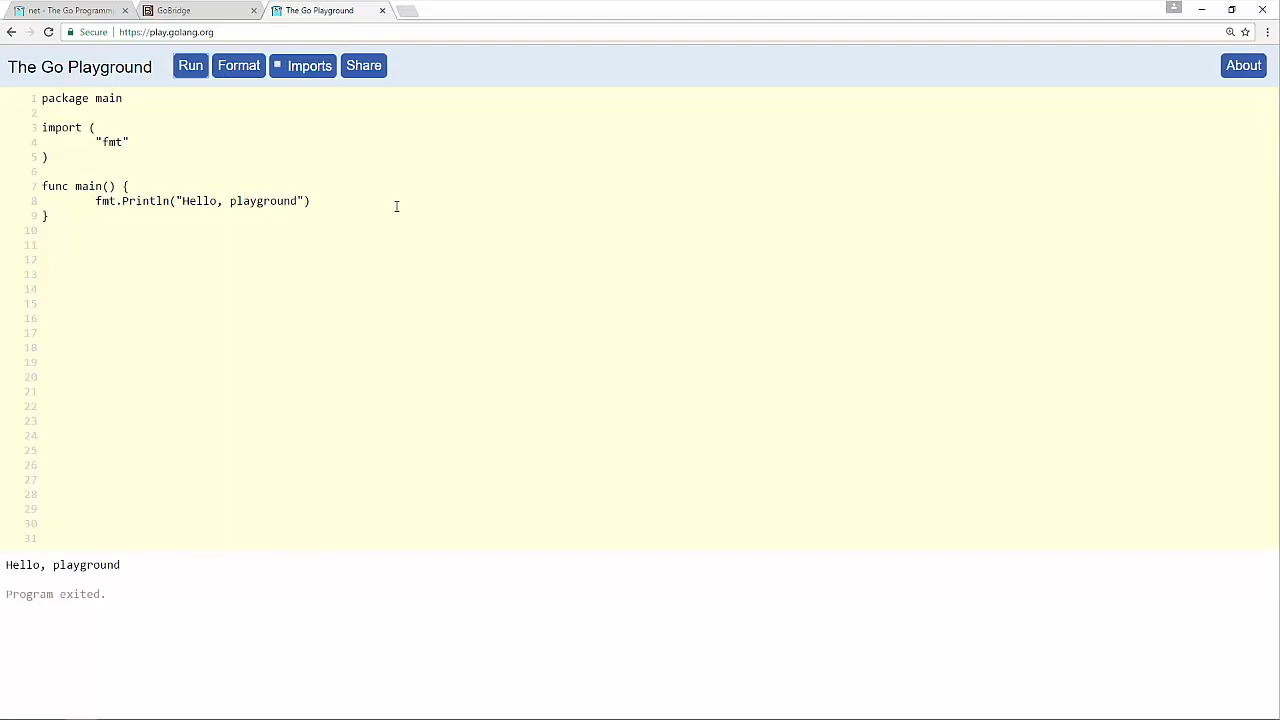 net - The Go Programm
GoBridge
The Go Playground
Secure https://play.golang.org
The Go Playground Run Format Imports Share About
1 package main
2
3 import (
4 "fmt"
5 )
6
7 func main() {
8 fmt.Println("Hello, playground")
9 }
10
11
12
13
14
15
16
17
18
19
20
21
22
23
24
25
26
27
28
29
30
31
Hello, playground
Program exited.